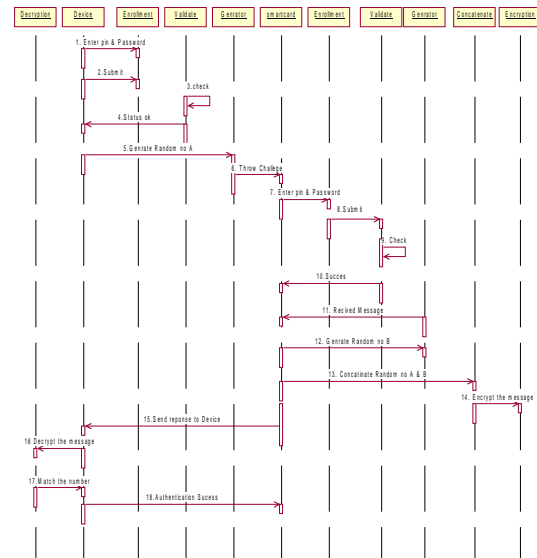 Decryption Device Enrollment Validate Genrator smartcard Enrollment Validate Genrator Concatenate Encryption
1. Enter pin & Password
2.Submit
3.check
4.Status ok
5.Genrate Random no A
6. Throw Challege
7. Enter pin & Password
8.Submit
9. Check
10.Succes
11. Recived Message
12. Genrate Random no B
13. Concatinate Random no A & B
14. Encrypt the message
15.Send reponse to Device
16.Decrypt the message
17.Match the number
18.Authentication Sucess